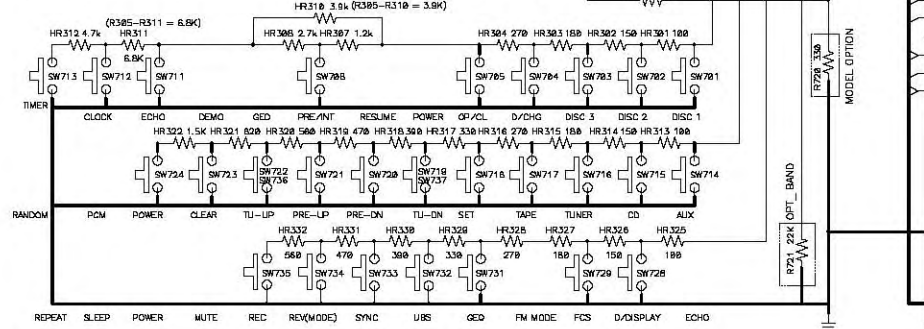 HR310 3.9k (R305-R310 = 3.9K)
(R305-R311 = 6.8K)
HR312 4.7k HR311 HR308 2.7k HR307 1.2k HR304 270 HR303 180 HR302 150 HR301 100
6.8K
SW713 SW712 SW711 SW708 SW705 SW704 SW703 SW702 SW701
R720 330
MODEL OPTION
TIMER
CLOCK ECHO DEMO GEQ PRE/INT RESUME POWER OP/CL D/CHG DISC 3 DISC 2 DISC 1
HR322 1.5K HR321 820 HR320 560 HR319 470 HR318 390 HR317 330 HR316 270 HR315 180 HR314 150 HR313 100
SW724 SW723 SW722 SW721 SW720 SW719 SW718 SW717 SW716 SW715 SW714
SW736 SW737
OPT_ BAND
RANDOM PGM POWER CLEAR TU-UP PRE-UP PRE-DN TU-DN SET TAPE TUNER CD AUX
HR332 HR331 HR330 HR329 HR328 HR327 HR326 HR325
560 470 390 330 270 180 150 100
R721 22K
SW735 SW734 SW733 SW732 SW731 SW729 SW728
REPEAT SLEEP POWER MUTE REC REV(MODE) SYNC UBS GEQ FM MODE FCS D/DISPLAY ECHO